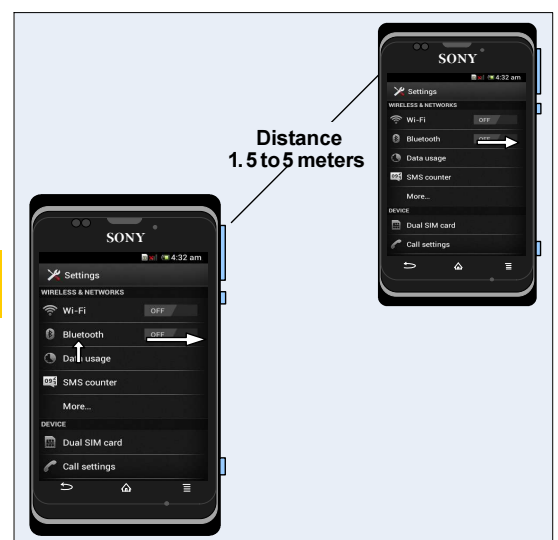 SONY
4:32 am
Settings
WIRELESS & NETWORKS
Wi-Fi OFF
Bluetooth OFF
Data usage
SMS counter
More...
DEVICE
Dual SIM card
Call settings
Distance
1.5 to 5 meters
SONY
4:32 am
Settings
WIRELESS & NETWORKS
Wi-Fi OFF
Bluetooth OFF
Data usage
SMS counter
More...
DEVICE
Dual SIM card
Call settings